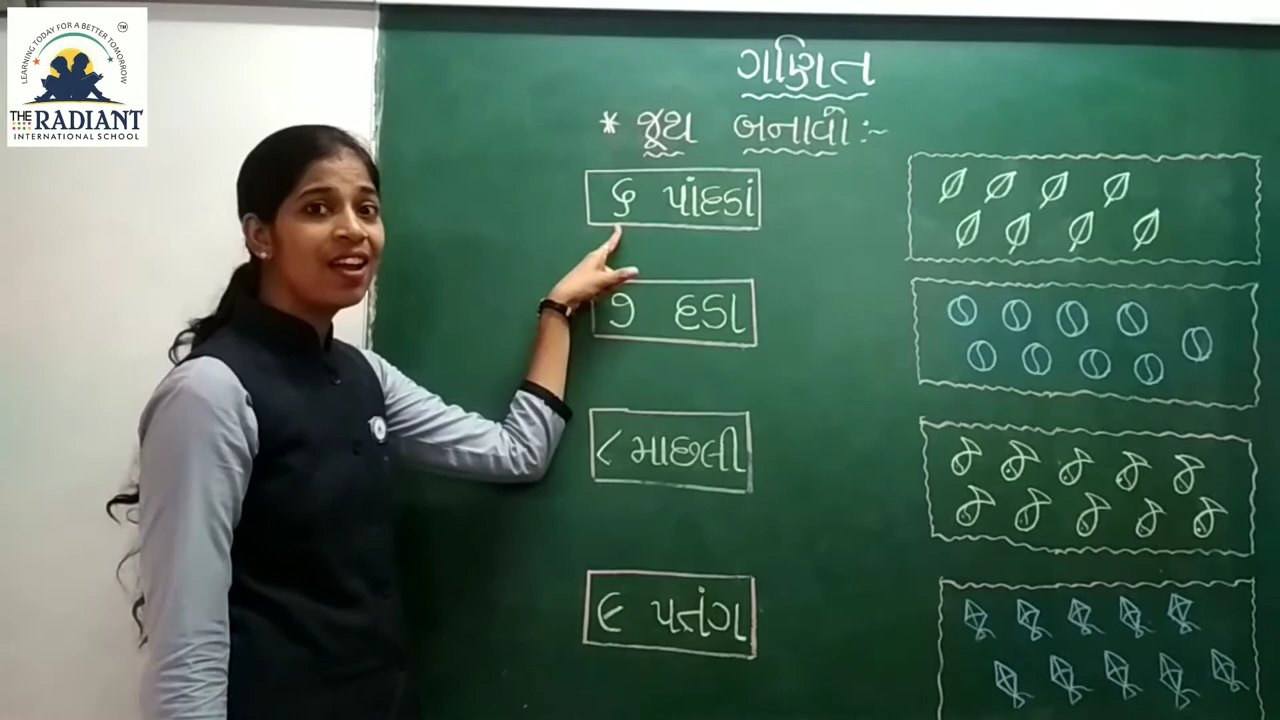 LEARNING TODAY FOR A BETTER TOMORROW
TM
THE RADIANT
INTERNATIONAL SCHOOL
ગણિત
* જૂથ બનાવો :~
૬ પાંદડાં
૭ દડા
૮ માછલી
૯ પતંગ